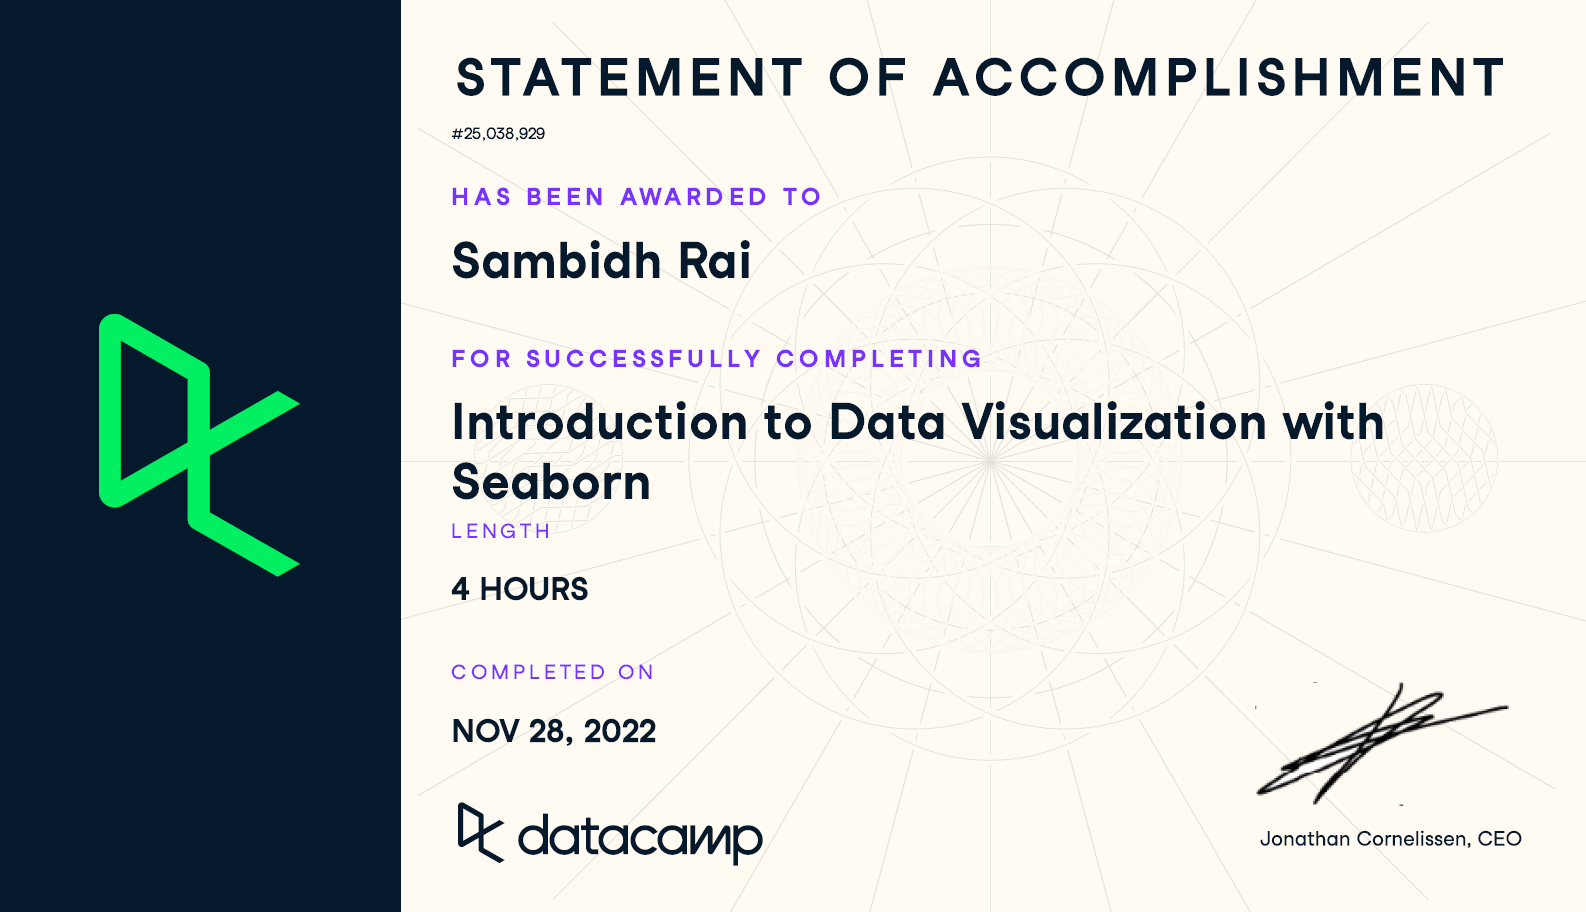 STATEMENT OF ACCOMPLISHMENT
#25,038,929
HAS BEEN AWARDED TO
Sambidh Rai
FOR SUCCESSFULLY COMPLETING
Introduction to Data Visualization with
Seaborn
LENGTH
4 HOURS
COMPLETED ON
NOV 28, 2022
datacamp
Jonathan Cornelissen, CEO